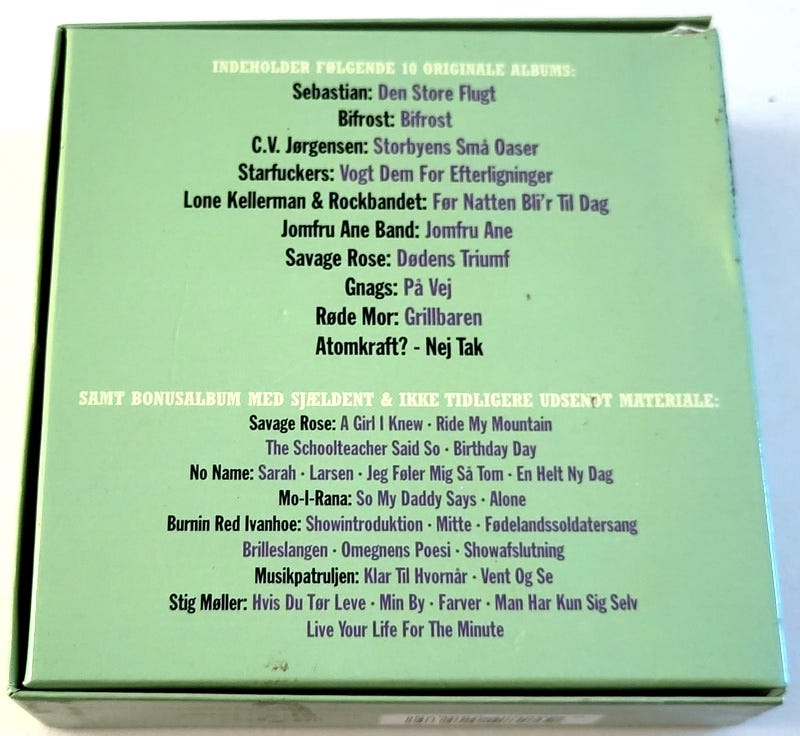 INDEHOLDER FØLGENDE 10 ORIGINALE ALBUMS:
Sebastian: Den Store Flugt
Bifrost: Bifrost
C.V. Jørgensen: Storbyens Små Oaser
Starfuckers: Vogt Dem For Efterligninger
Lone Kellerman & Rockbandet: Før Natten Bli'r Til Dag
Jomfru Ane Band: Jomfru Ane
Savage Rose: Dødens Triumf
Gnags: På Vej
Røde Mor: Grillbaren
Atomkraft? - Nej Tak
SAMT BONUSALBUM MED SJÆLDENT & IKKE TIDLIGERE UDSENDT MATERIALE:
Savage Rose: A Girl I Knew · Ride My Mountain
The Schoolteacher Said So · Birthday Day
No Name: Sarah · Larsen · Jeg Føler Mig Så Tom · En Helt Ny Dag
Mo-I-Rana: So My Daddy Says · Alone
Burnin Red Ivanhoe: Showintroduktion · Mitte · Fødelandssoldatersang
Brilleslangen · Omegnens Poesi · Showafslutning
Musikpatruljen: Klar Til Hvornår · Vent Og Se
Stig Møller: Hvis Du Tør Leve · Min By · Farver · Man Har Kun Sig Selv
Live Your Life For The Minute